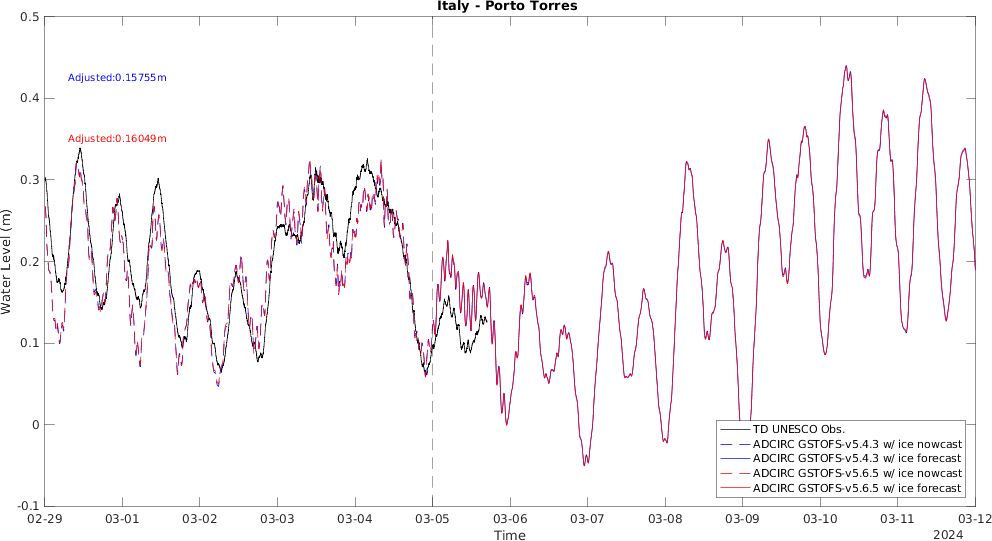 Italy - Porto Torres
Water Level (m)
0.5
0.4
0.3
0.2
0.1
0
-0.1
Adjusted:0.15755m
Adjusted:0.16049m
TD UNESCO Obs.
ADCIRC GSTOFS-v5.4.3 w/ ice nowcast
ADCIRC GSTOFS-v5.4.3 w/ ice forecast
ADCIRC GSTOFS-v5.6.5 w/ ice nowcast
ADCIRC GSTOFS-v5.6.5 w/ ice forecast
02-29 03-01 03-02 03-03 03-04 03-05 03-06 03-07 03-08 03-09 03-10 03-11 03-12
Time
2024